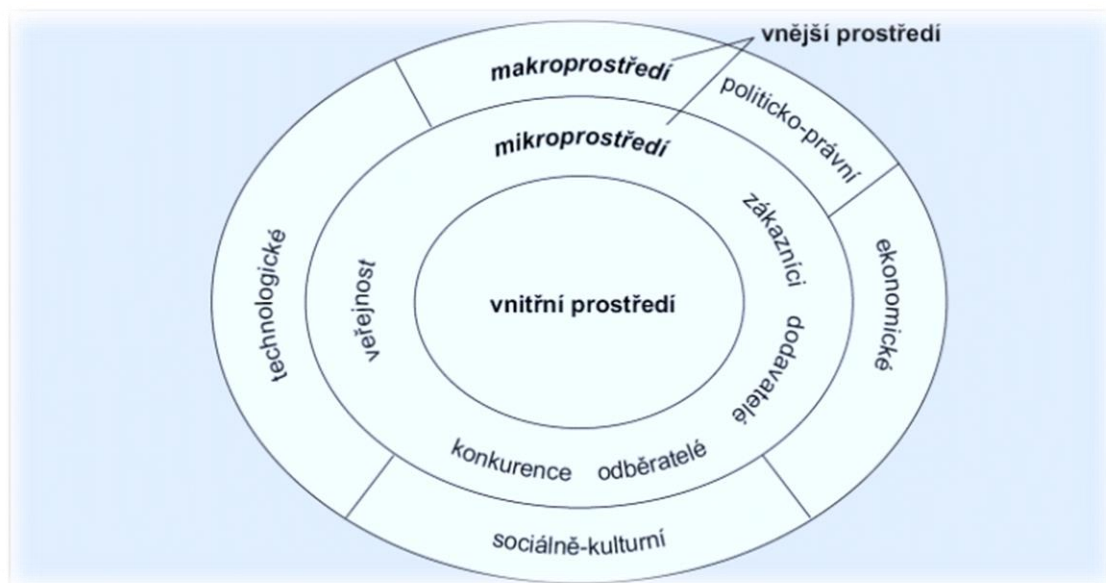 vnější prostředí
makroprostředí
politicko-právní
mikroprostředí
zákazníci
ekonomické
technologické
veřejnost
vnitřní prostředí
dodavatelé
konkurence odběratelé
sociálně-kulturní